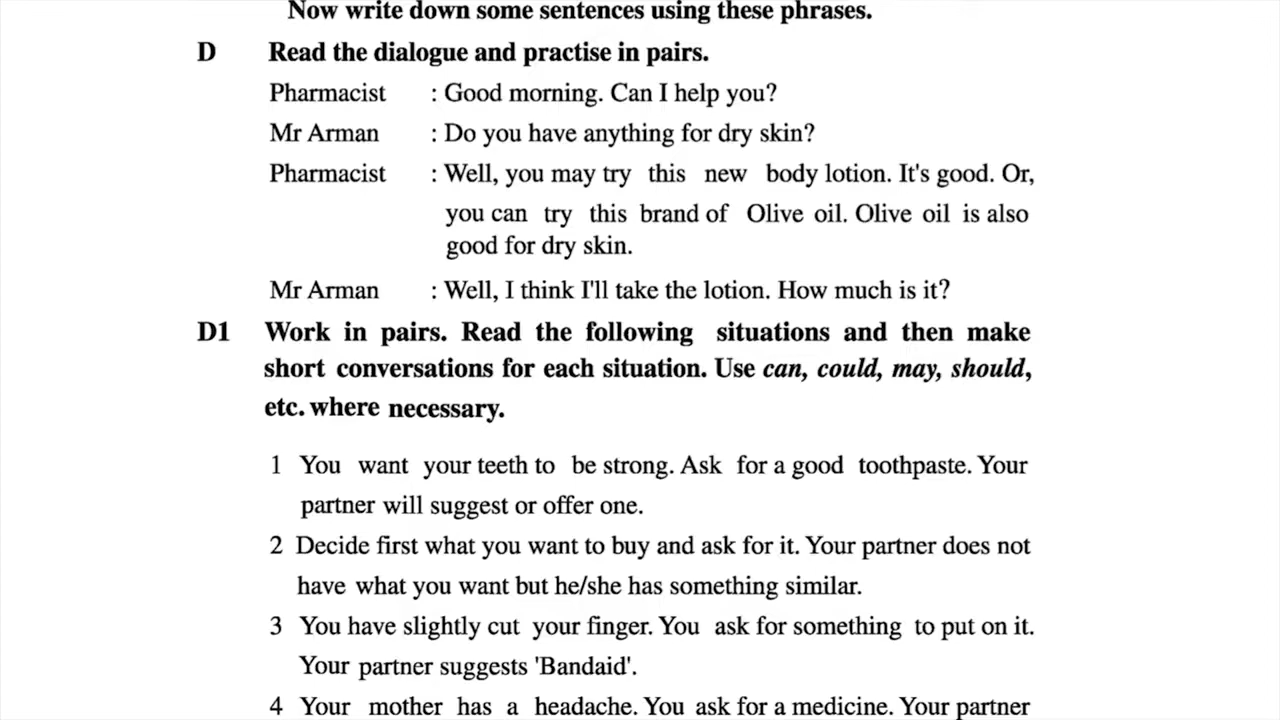 Now write down some sentences using these phrases.
D Read the dialogue and practise in pairs.
Pharmacist : Good morning. Can I help you?
Mr Arman : Do you have anything for dry skin?
Pharmacist : Well, you may try this new body lotion. It's good. Or,
you can try this brand of Olive oil. Olive oil is also
good for dry skin.
Mr Arman : Well, I think I'll take the lotion. How much is it?
D1 Work in pairs. Read the following situations and then make
short conversations for each situation. Use can, could, may, should,
etc. where necessary.
1 You want your teeth to be strong. Ask for a good toothpaste. Your
partner will suggest or offer one.
2 Decide first what you want to buy and ask for it. Your partner does not
have what you want but he/she has something similar.
3 You have slightly cut your finger. You ask for something to put on it.
Your partner suggests 'Bandaid'.
4 Your mother has a headache. You ask for a medicine. Your partner